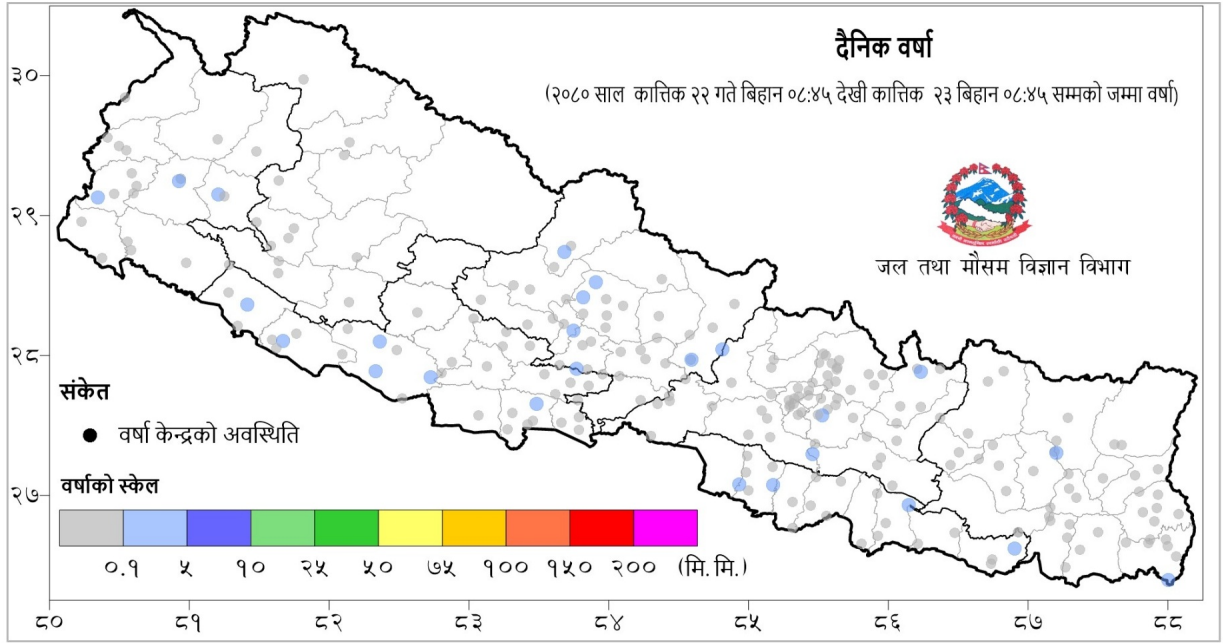 दैनिक वर्षा
(२०८० साल कात्तिक २२ गते बिहान ०८:४५ देखी कात्तिक २३ बिहान ०८:४५ सम्मको जम्मा वर्षा)
जल तथा मौसम विज्ञान विभाग
३०
२९
२८
२७
संकेत
वर्षा केन्द्रको अवस्थिति
वर्षाको स्केल
०.१ ५ १० २५ ५० ७५ १०० १५० २०० (मि.मि.)
८० ८१ ८२ ८३ ८४ ८५ ८६ ८७ ८८